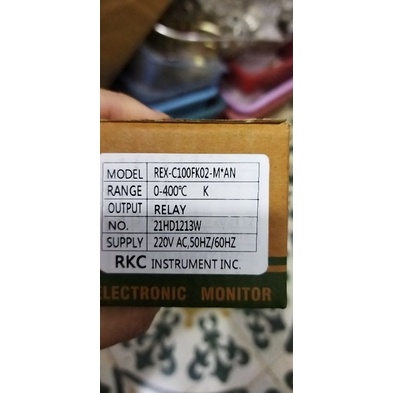 MODEL REX-C100FK02-M*AN
RANGE 0-400℃ K
OUTPUT RELAY
NO. 21HD1213W
SUPPLY 220V AC,50HZ/60HZ
RKC INSTRUMENT INC.
ELECTRONIC MONITOR